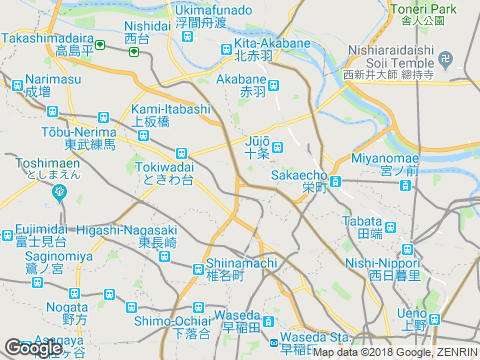 Ukimafunado
浮間舟渡
Toneri Park
舎人公園
Nishidai
西台
Takashimadaira
高島平
Kita-Akabane
北赤羽
Nishiaraidaishi
Soji Temple
西新井大師 總持寺
Narimasu
成増
Akabane
赤羽
Kami-Itabashi
上板橋
Tōbu-Nerima
東武練馬
Jūjō
十条
Miyanomae
宮ノ前
Toshimaen
としまえん
Tokiwadai
ときわ台
Sakaecho
栄町
Fujimidai
富士見台
Higashi-Nagasaki
東長崎
Tabata
田端
Saginomiya
鷺ノ宮
Shiinamachi
椎名町
Nishi-Nippori
西日暮里
Nogata
野方
Shimo-Ochiai
下落合
Waseda
早稲田
Ueno
上野
Asagaya
Waseda Sta.
早稲田
Google
Map data ©2018 Google, ZENRIN